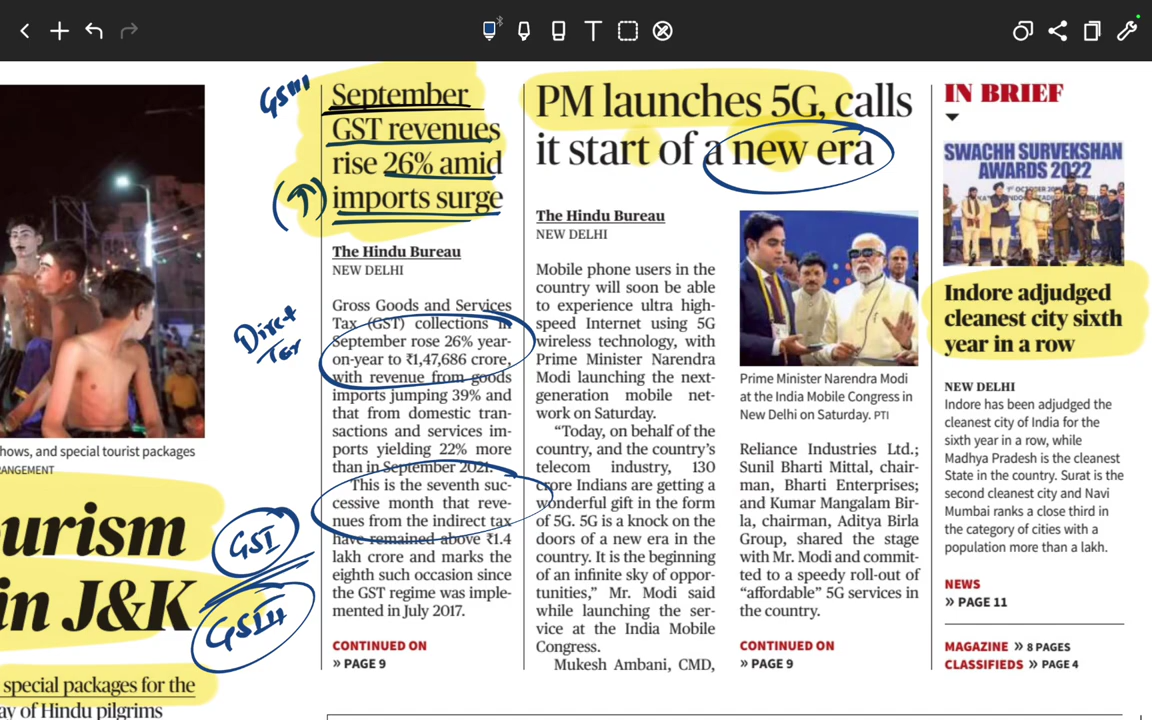 hows, and special tourist packages
RANGEMENT
urism
in J&K
special packages for the
ay of Hindu pilgrims
GSIII
(↑)
Direct
Tax
GSI
GSIII
September
GST revenues
rise 26% amid
imports surge
The Hindu Bureau
NEW DELHI
Gross Goods and Services
Tax (GST) collections in
September rose 26% year-
on-year to ₹1,47,686 crore,
with revenue from goods
imports jumping 39% and
that from domestic tran-
sactions and services im-
ports yielding 22% more
than in September 2021.
This is the seventh suc-
cessive month that reve-
nues from the indirect tax
have remained above ₹1.4
lakh crore and marks the
eighth such occasion since
the GST regime was imple-
mented in July 2017.
CONTINUED ON
» PAGE 9
PM launches 5G, calls
it start of a new era
The Hindu Bureau
NEW DELHI
Mobile phone users in the
country will soon be able
to experience ultra high-
speed Internet using 5G
wireless technology, with
Prime Minister Narendra
Modi launching the next-
generation mobile net-
work on Saturday.
“Today, on behalf of the
country, and the country’s
telecom industry, 130
crore Indians are getting a
wonderful gift in the form
of 5G. 5G is a knock on the
doors of a new era in the
country. It is the beginning
of an infinite sky of oppor-
tunities,” Mr. Modi said
while launching the ser-
vice at the India Mobile
Congress.
Mukesh Ambani, CMD,
Prime Minister Narendra Modi
at the India Mobile Congress in
New Delhi on Saturday. PTI
Reliance Industries Ltd.;
Sunil Bharti Mittal, chair-
man, Bharti Enterprises;
and Kumar Mangalam Bir-
la, chairman, Aditya Birla
Group, shared the stage
with Mr. Modi and commit-
ted to a speedy roll-out of
“affordable” 5G services in
the country.
CONTINUED ON
» PAGE 9
IN BRIEF
SWACHH SURVEKSHAN
AWARDS 2022
Indore adjudged
cleanest city sixth
year in a row
NEW DELHI
Indore has been adjudged the
cleanest city of India for the
sixth year in a row, while
Madhya Pradesh is the cleanest
State in the country. Surat is the
second cleanest city and Navi
Mumbai ranks a close third in
the category of cities with a
population more than a lakh.
NEWS
» PAGE 11
MAGAZINE » 8 PAGES
CLASSIFIEDS » PAGE 4